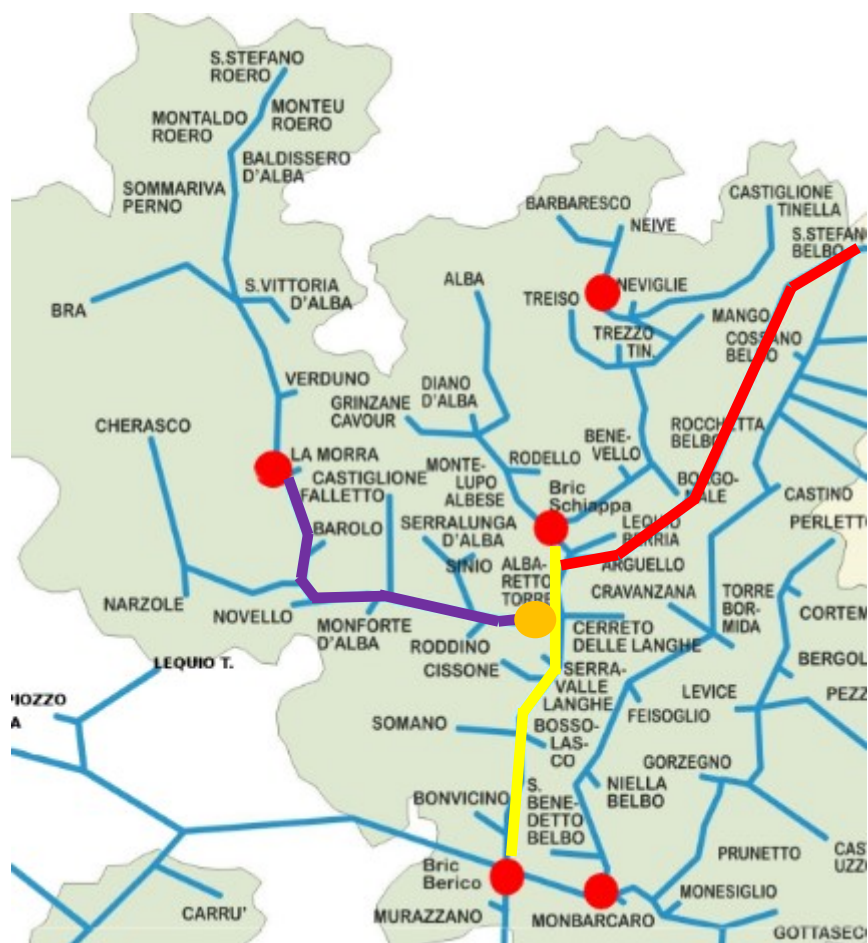 S.STEFANO
ROERO
MONTALDO
ROERO
MONTEU
ROERO
BALDISSERO
D'ALBA
SOMMARIVA
PERNO
BRA
S.VITTORIA
D'ALBA
BARBARESCO
NEIVE
CASTIGLIONE
TINELLA
S.STEFANO
BELBO
ALBA
TREISO
NEVIGLIE
MANGO
TREZZO
TIN.
COSSANO
BELBO
VERDUNO
GRINZANE
CAVOUR
DIANO
D'ALBA
CHERASCO
LA MORRA
CASTIGLIONE
FALLETTO
MONTE-
LUPO
ALBESE
RODELLO
BENE-
VELLO
ROCCHETTA
BELBO
Bric
Schiappa
BORGO-
MALE
CASTINO
PERLETTO
BAROLO
SERRALUNGA
D'ALBA
SINIO
ALBA-
RETTO
TORRE
LEQUIO
BERRIA
ARGUELLO
CRAVANZANA
TORRE
BOR-
MIDA
CORTEM
NARZOLE
NOVELLO
MONFORTE
D'ALBA
RODDINO
CISSONE
CERRETO
DELLE LANGHE
SERRA-
VALLE
LANGHE
BERGOL
LEQUIO T.
PIOZZO
A
SOMANO
BOSSO-
LAS-
CO
FEISOGLIO
LEVICE
PEZZ
GORZEGNO
BONVICINO
S.
BENE-
DETTO
BELBO
NIELLA
BELBO
PRUNETTO
CAS
UZZO
Bric
Berico
CARRU'
MURAZZANO
MONBARCARO
MONESIGLIO
GOTTASEC